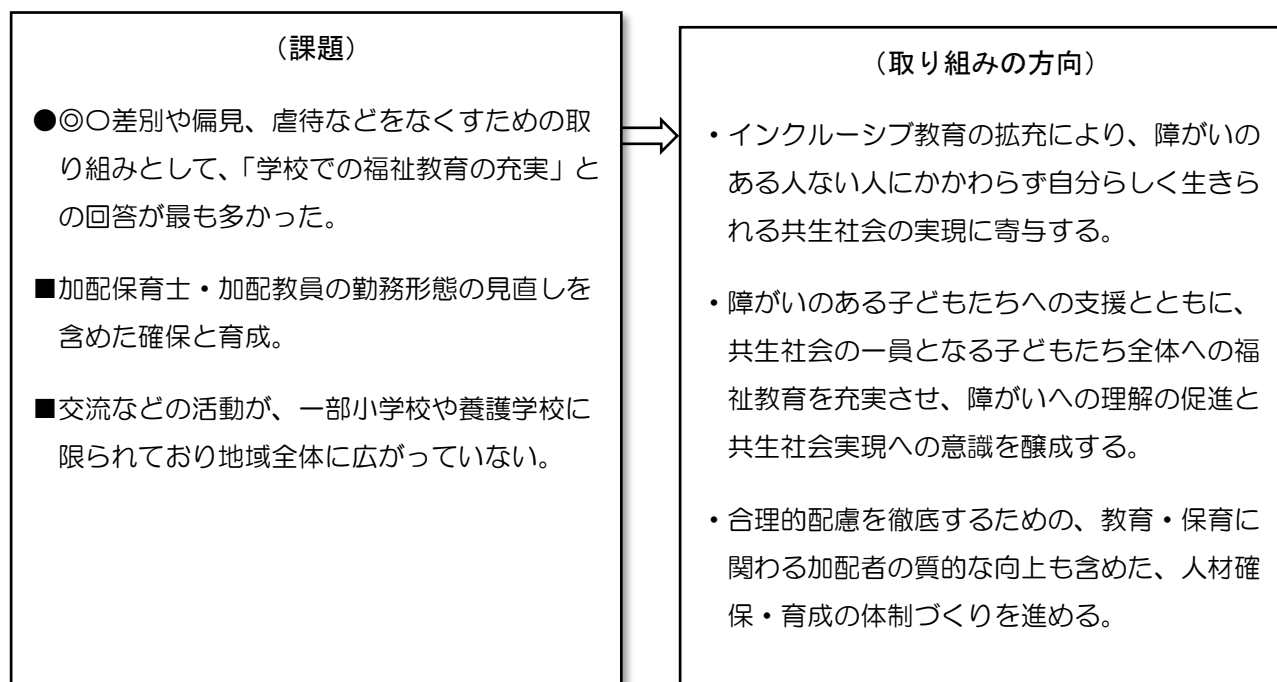 （課題）
●◎〇差別や偏見、虐待などをなくすための取
り組みとして、「学校での福祉教育の充実」と
の回答が最も多かった。
■加配保育士・加配教員の勤務形態の見直しを
含めた確保と育成。
■交流などの活動が、一部小学校や養護学校に
限られており地域全体に広がっていない。
（取り組みの方向）
・インクルーシブ教育の拡充により、障がいの
ある人ない人にかかわらず自分らしく生きら
れる共生社会の実現に寄与する。
・障がいのある子どもたちへの支援とともに、
共生社会の一員となる子どもたち全体への福
祉教育を充実させ、障がいへの理解の促進と
共生社会実現への意識を醸成する。
・合理的配慮を徹底するための、教育・保育に
関わる加配者の質的な向上も含めた、人材確
保・育成の体制づくりを進める。